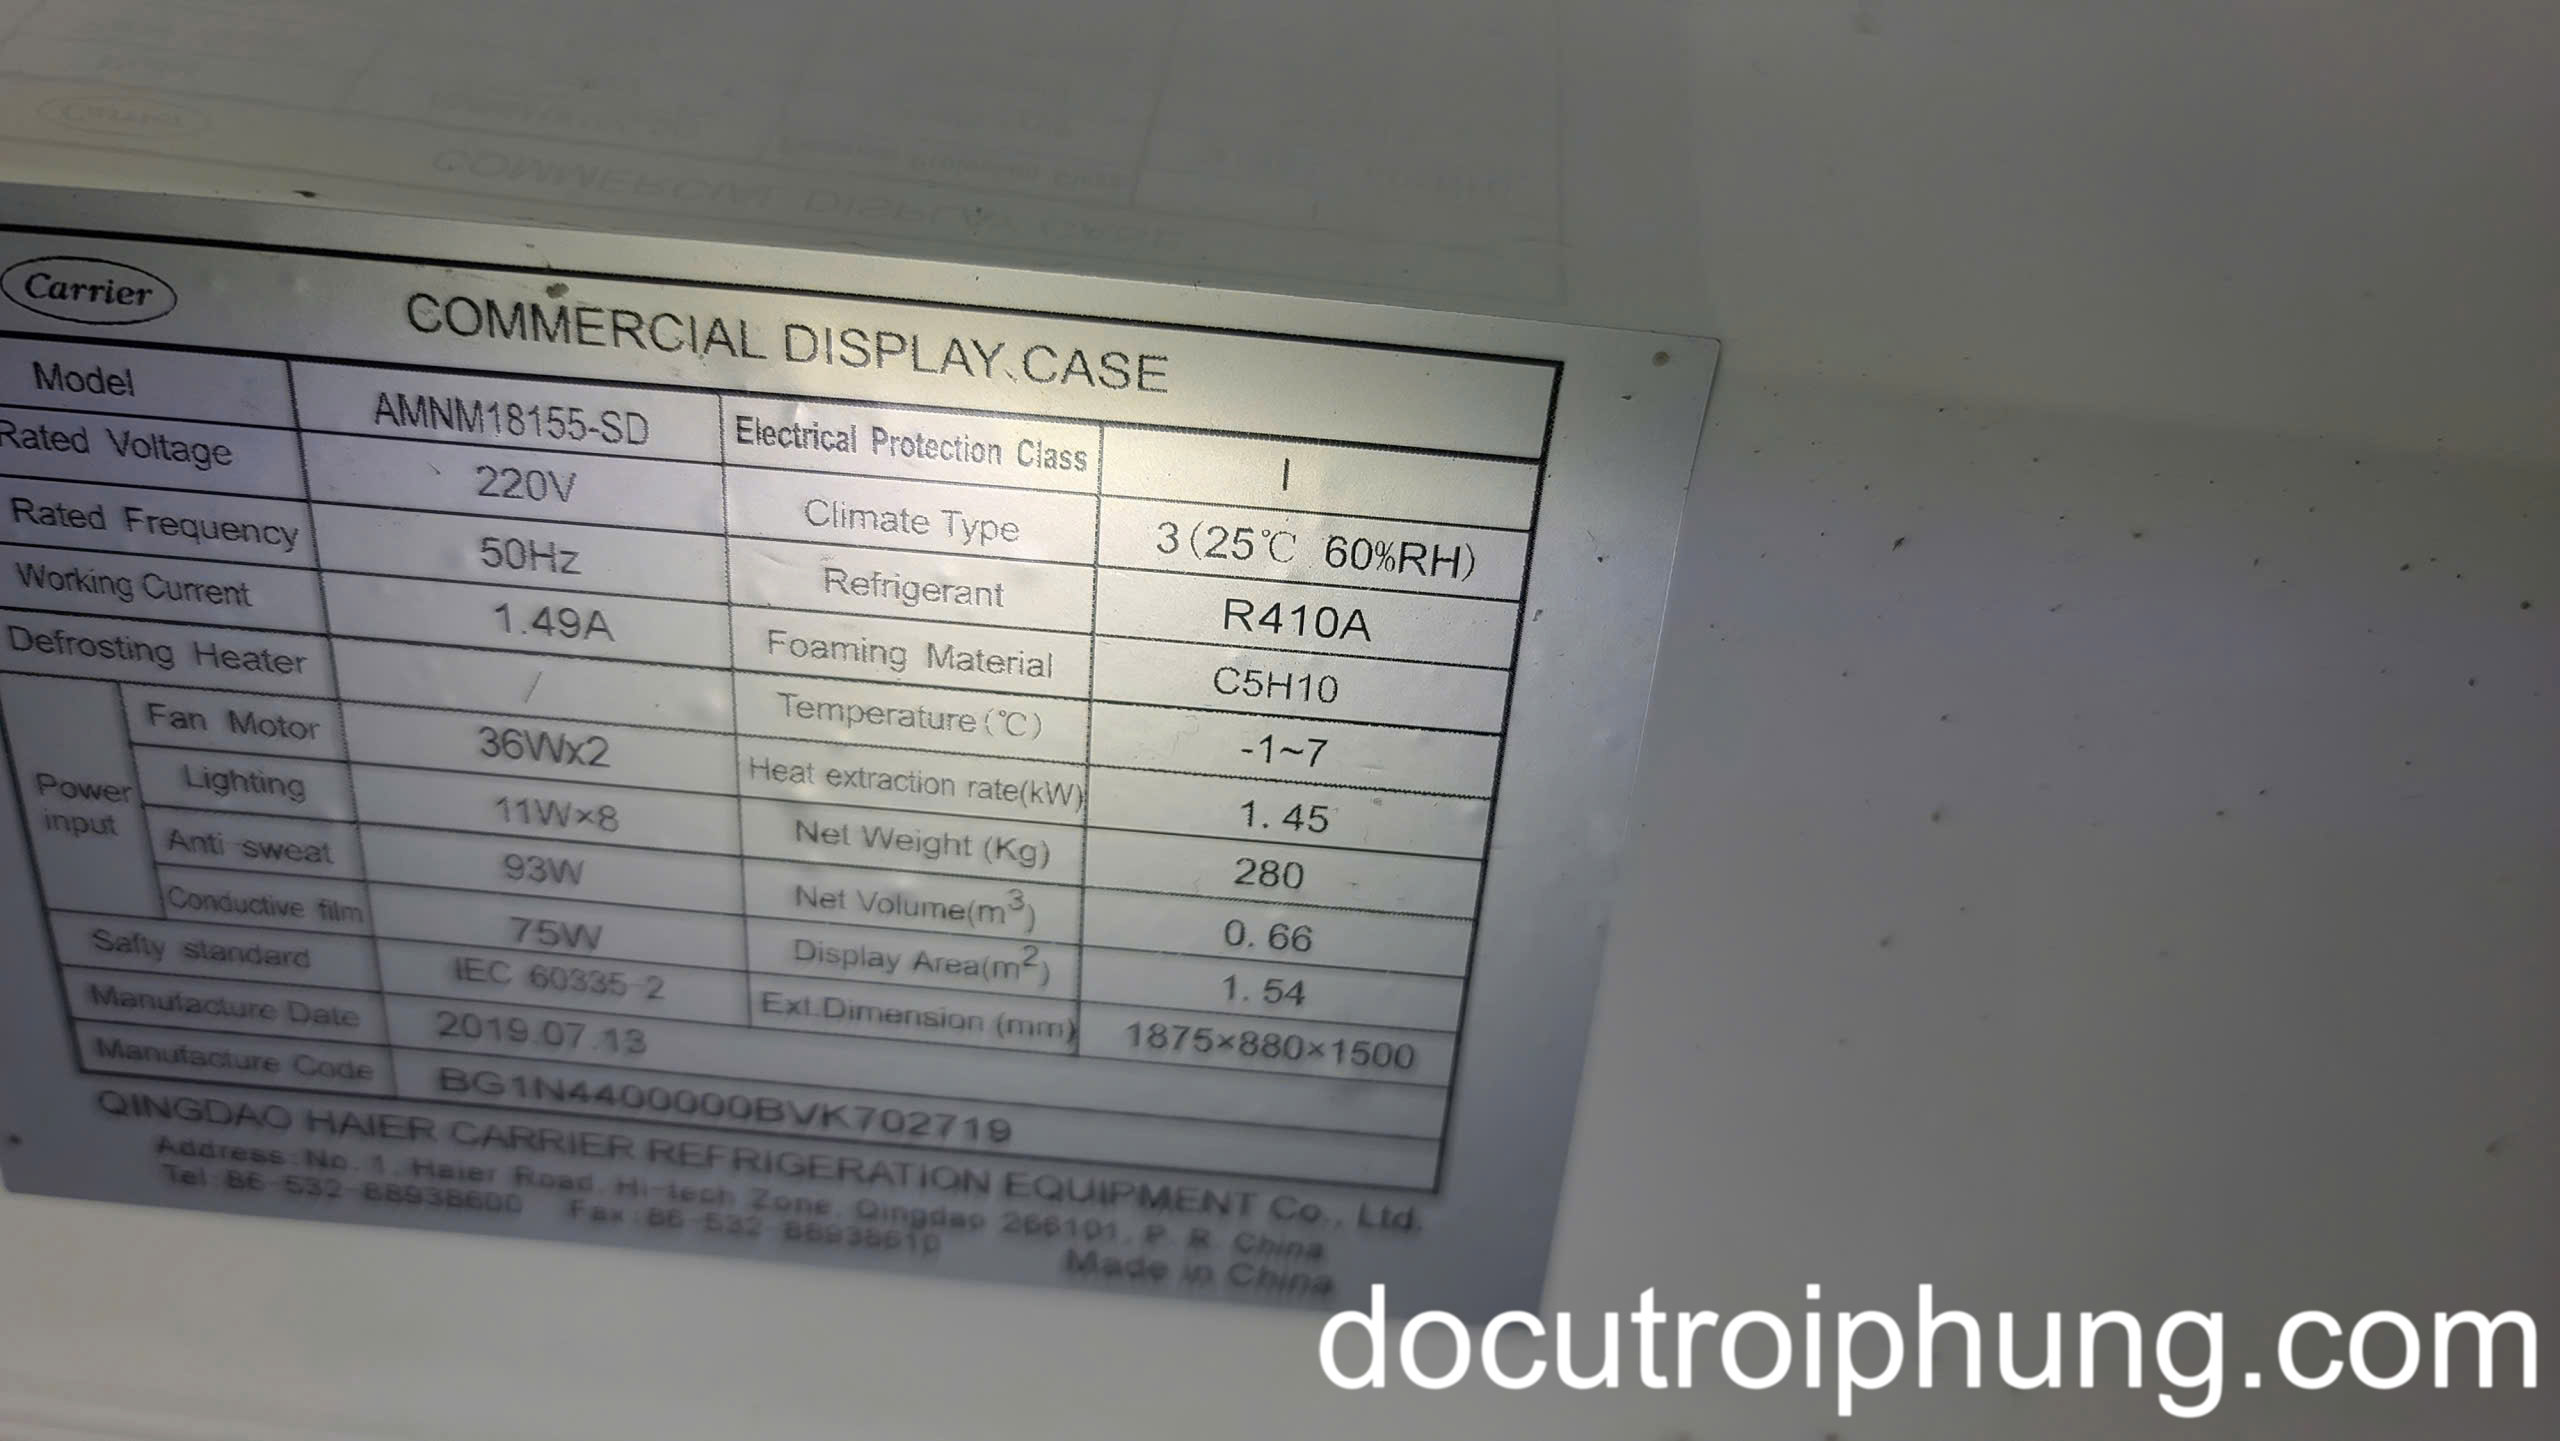 Carrier
COMMERCIAL DISPLAY CASE
Model AMNM18155-SD Electrical Protection Class I
Rated Voltage 220V Climate Type 3(25℃ 60%RH)
Rated Frequency 50Hz Refrigerant R410A
Working Current 1.49A Foaming Material C5H10
Defrosting Heater / Temperature(℃) -1~7
Power input
Fan Motor 36Wx2 Heat extraction rate(kW) 1.45
Lighting 11W×8 Net Weight (Kg) 280
Anti sweat 93W Net Volume(m³) 0.66
Conductive film 75W Display Area(m²) 1.54
Safty standard IEC 60335-2 Ext.Dimension (mm) 1875×880×1500
Manufacture Date 2019.07.13
Manufacture Code BG1N4400000BVK702719
QINGDAO HAIER CARRIER REFRIGERATION EQUIPMENT Co., Ltd.
Address:No. 1, Haier Road, Hi-tech Zone, Qingdao 266101, P. R. China
Tel:86-532-88938600 Fax:86-532-88938610
Made in China
docutroiphung.com